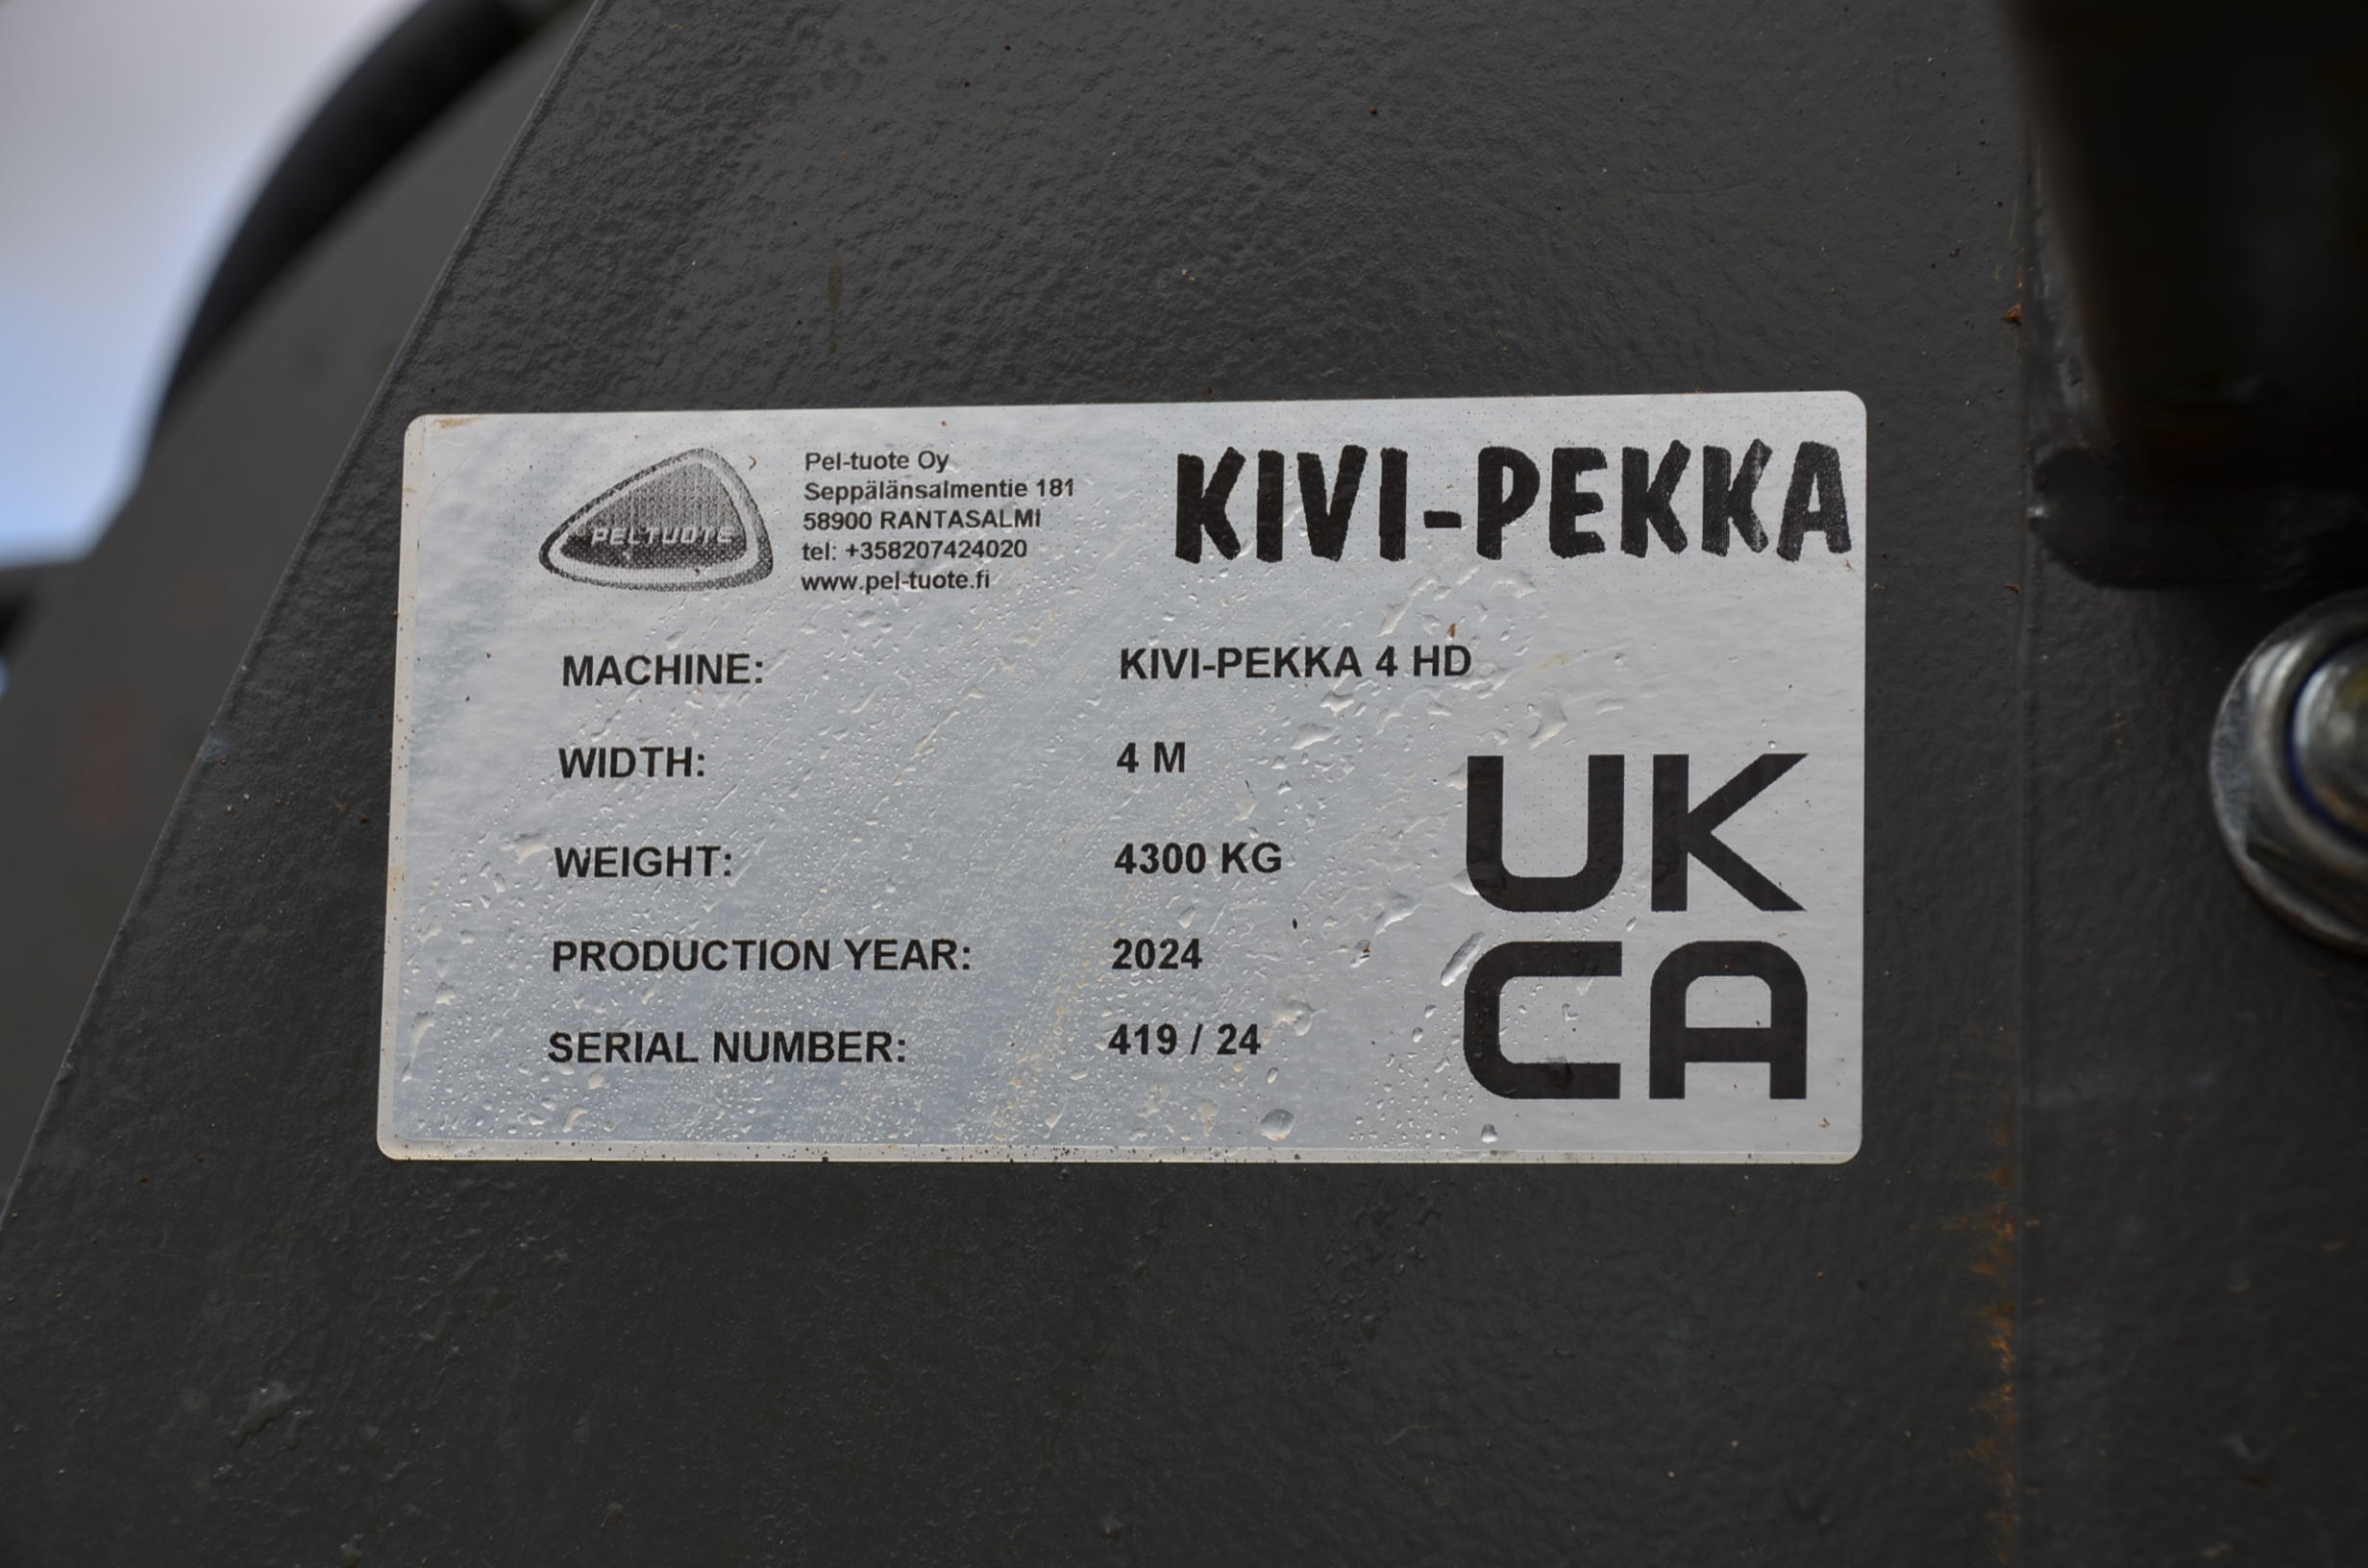 PELTUOTE
Pel-tuote Oy
Seppälänsalmentie 181
58900 RANTASALMI
tel: +358207424020
www.pel-tuote.fi
KIVI-PEKKA
MACHINE: KIVI-PEKKA 4 HD
WIDTH: 4 M
WEIGHT: 4300 KG
PRODUCTION YEAR: 2024
SERIAL NUMBER: 419 / 24
UK
CA